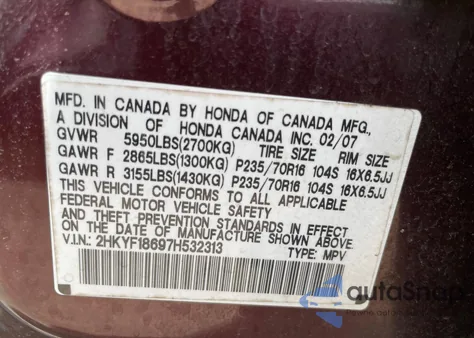 MFD. IN CANADA BY HONDA OF CANADA MFG.,
A DIVISION OF HONDA CANADA INC. 02/07
GVWR 5950LBS(2700KG) TIRE SIZE RIM SIZE
GAWR F 2865LBS(1300KG) P235/70R16 104S 16X6.5JJ
GAWR R 3155LBS(1430KG) P235/70R16 104S 16X6.5JJ
THIS VEHICLE CONFORMS TO ALL APPLICABLE
FEDERAL MOTOR VEHICLE SAFETY
AND THEFT PREVENTION STANDARDS IN EFFECT
ON THE DATE OF MANUFACTURE SHOWN ABOVE.
V.I.N.: 2HKYF18697H532313 TYPE: MPV
autaSnap